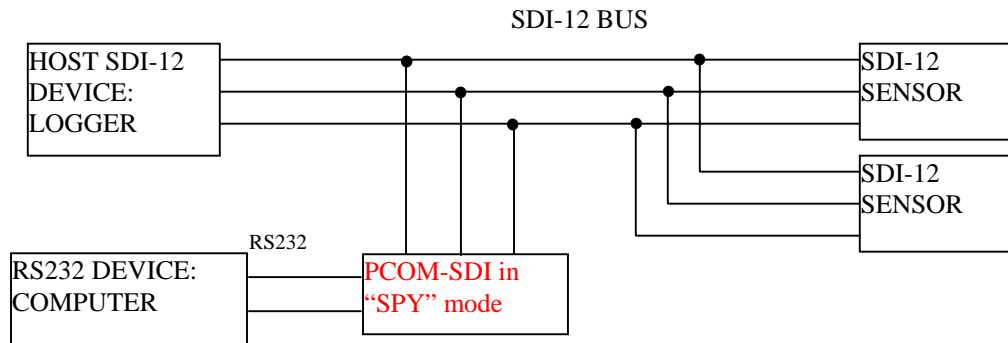 SDI-12 BUS
HOST SDI-12
DEVICE:
LOGGER
SDI-12
SENSOR
SDI-12
SENSOR
RS232
RS232 DEVICE:
COMPUTER
PCOM-SDI in
“SPY” mode